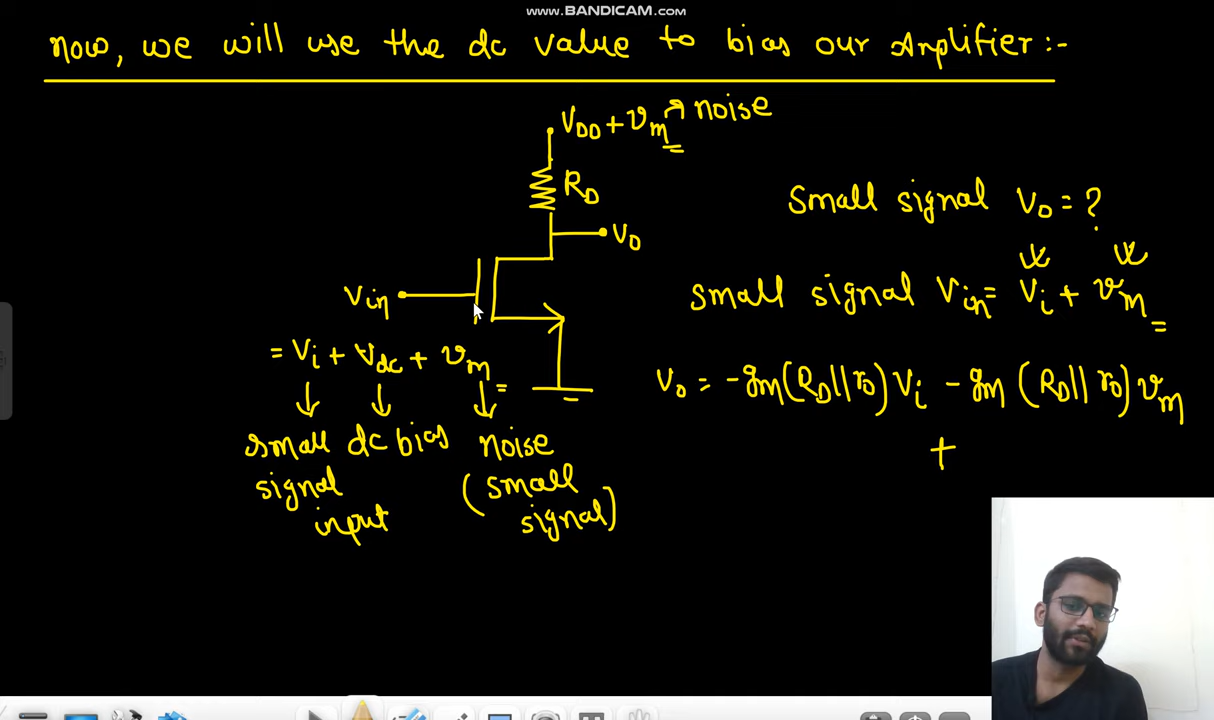 WWW.BANDICAM.COM
now, we will use the dc value to bias our Amplifier :-
VDD + vm → noise
RD
Vo
Small signal Vo = ?
Vin
small signal Vin = Vi + vm
= Vi + Vdc + vm
Vo = -gm (RD || ro) Vi - gm (RD || ro) vm
+
small signal input
dc bias
noise (small signal)